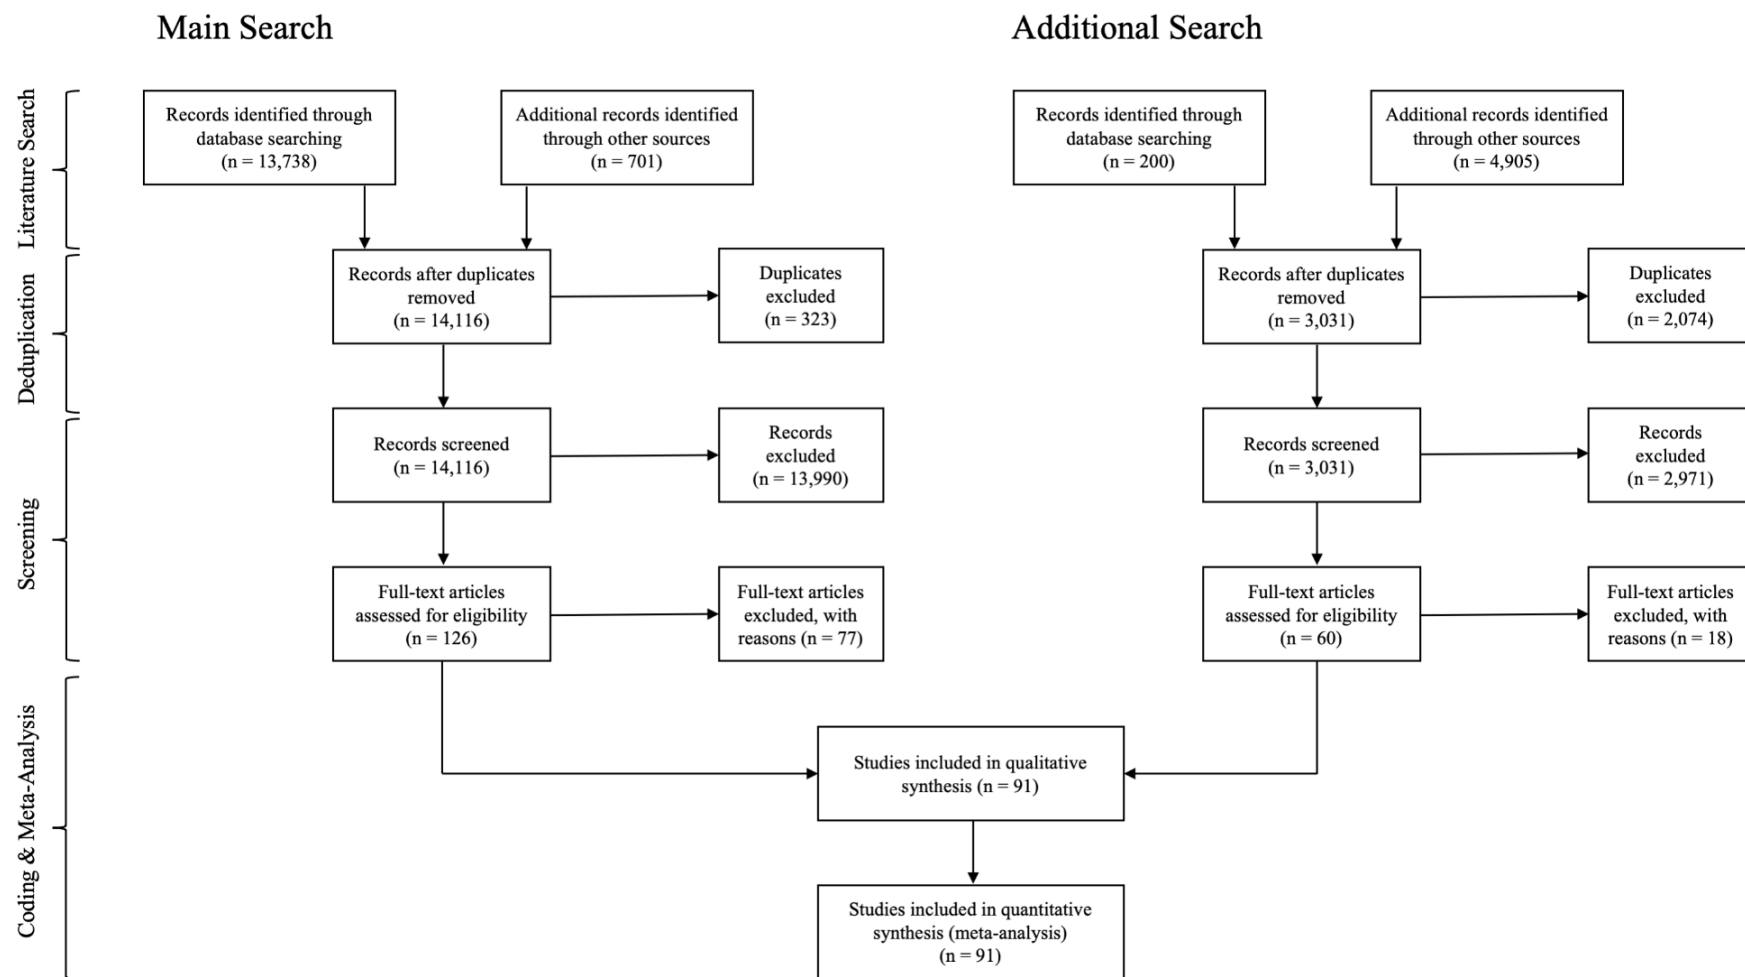 Main Search
Additional Search
Literature Search
Records identified through
database searching
(n = 13,738)
Additional records identified
through other sources
(n = 701)
Records identified through
database searching
(n = 200)
Additional records identified
through other sources
(n = 4,905)
Deduplication
Records after duplicates
removed
(n = 14,116)
Duplicates
excluded
(n = 323)
Records after duplicates
removed
(n = 3,031)
Duplicates
excluded
(n = 2,074)
Screening
Records screened
(n = 14,116)
Records
excluded
(n = 13,990)
Records screened
(n = 3,031)
Records
excluded
(n = 2,971)
Full-text articles
assessed for eligibility
(n = 126)
Full-text articles
excluded, with
reasons (n = 77)
Full-text articles
assessed for eligibility
(n = 60)
Full-text articles
excluded, with
reasons (n = 18)
Coding & Meta-Analysis
Studies included in qualitative
synthesis (n = 91)
Studies included in quantitative
synthesis (meta-analysis)
(n = 91)